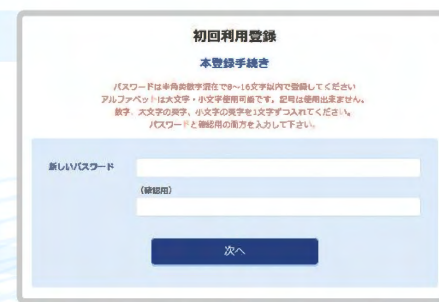 初回利用登録
本登録手続き
パスワードは半角英数字混在で8~16文字以内で登録してください
アルファベットは大文字・小文字使用可能です。記号は使用出来ません。
数字、大文字の英字、小文字の英字を1文字ずつ入れてください。
パスワードと確認用の両方を入力して下さい。
新しいパスワード
(確認用)
次へ